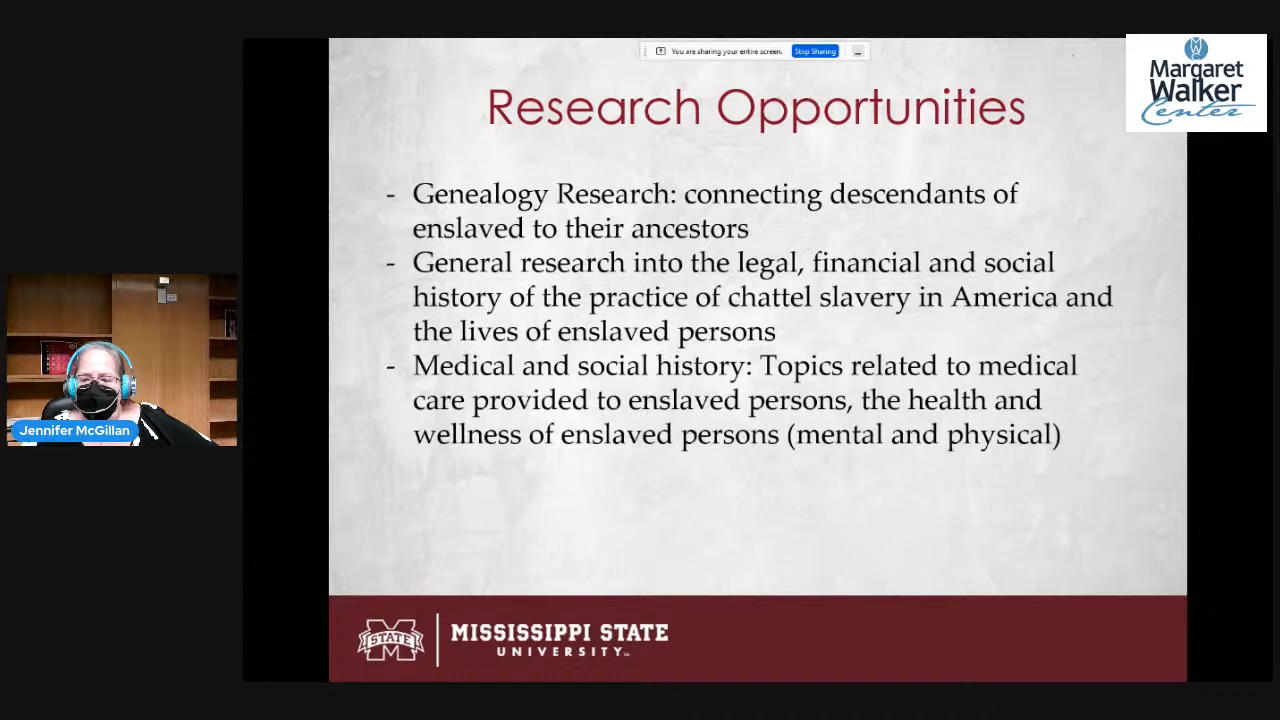 You are sharing your entire screen. Stop Sharing
Margaret
Walker
Center
Research Opportunities
- Genealogy Research: connecting descendants of
enslaved to their ancestors
- General research into the legal, financial and social
history of the practice of chattel slavery in America and
the lives of enslaved persons
- Medical and social history: Topics related to medical
care provided to enslaved persons, the health and
wellness of enslaved persons (mental and physical)
Jennifer McGillan
STATE
MISSISSIPPI STATE
UNIVERSITY™